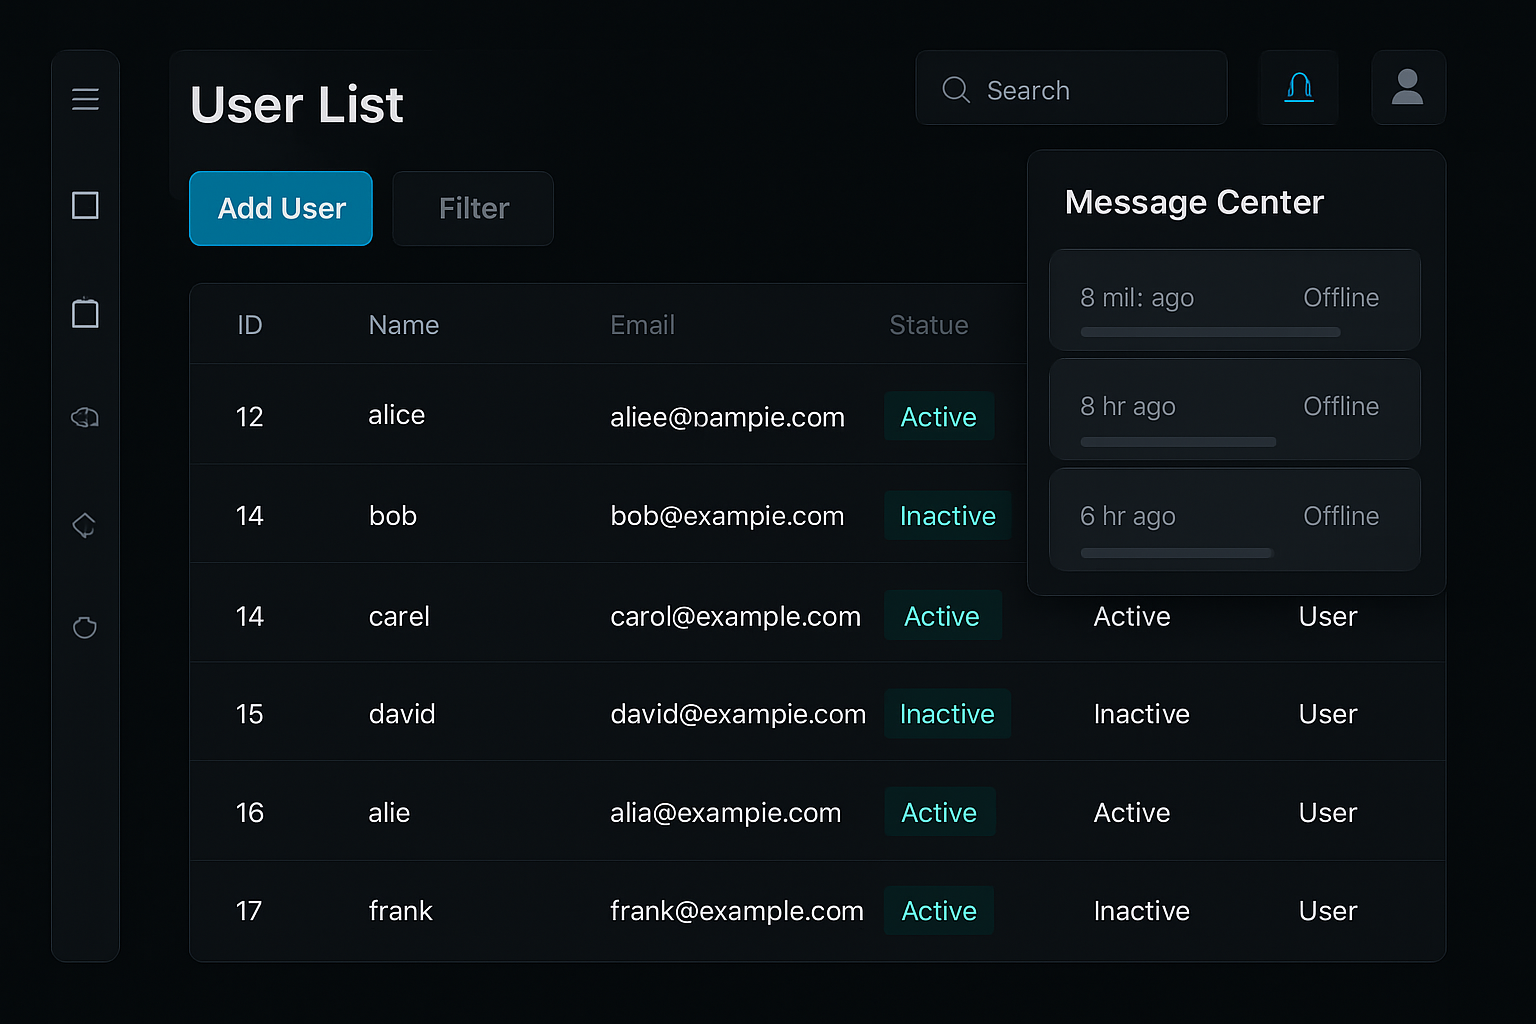 User List
Search
Add User
Filter
Message Center
8 mil: ago Offline
8 hr ago Offline
6 hr ago Offline
ID Name Email Statue
12 alice aliee@pampie.com Active
14 bob bob@exampie.com Inactive
14 carel carol@example.com Active Active User
15 david david@exampie.com Inactive Inactive User
16 alie alia@exampie.com Active Active User
17 frank frank@example.com Active Inactive User